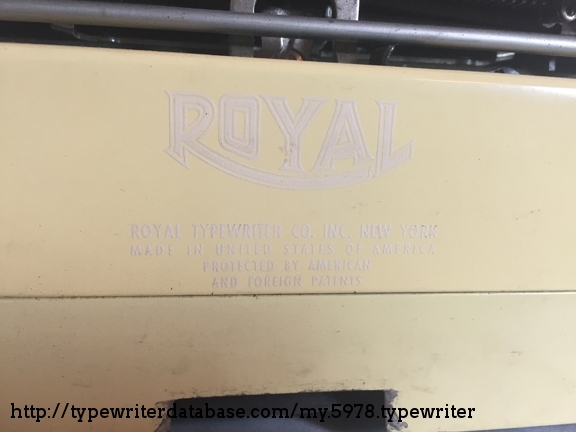 ROYAL
ROYAL TYPEWRITER CO. INC. NEW YORK
MADE IN UNITED STATES OF AMERICA
PROTECTED BY AMERICAN
AND FOREIGN PATENTS
http://typewriterdatabase.com/my.5978.typewriter